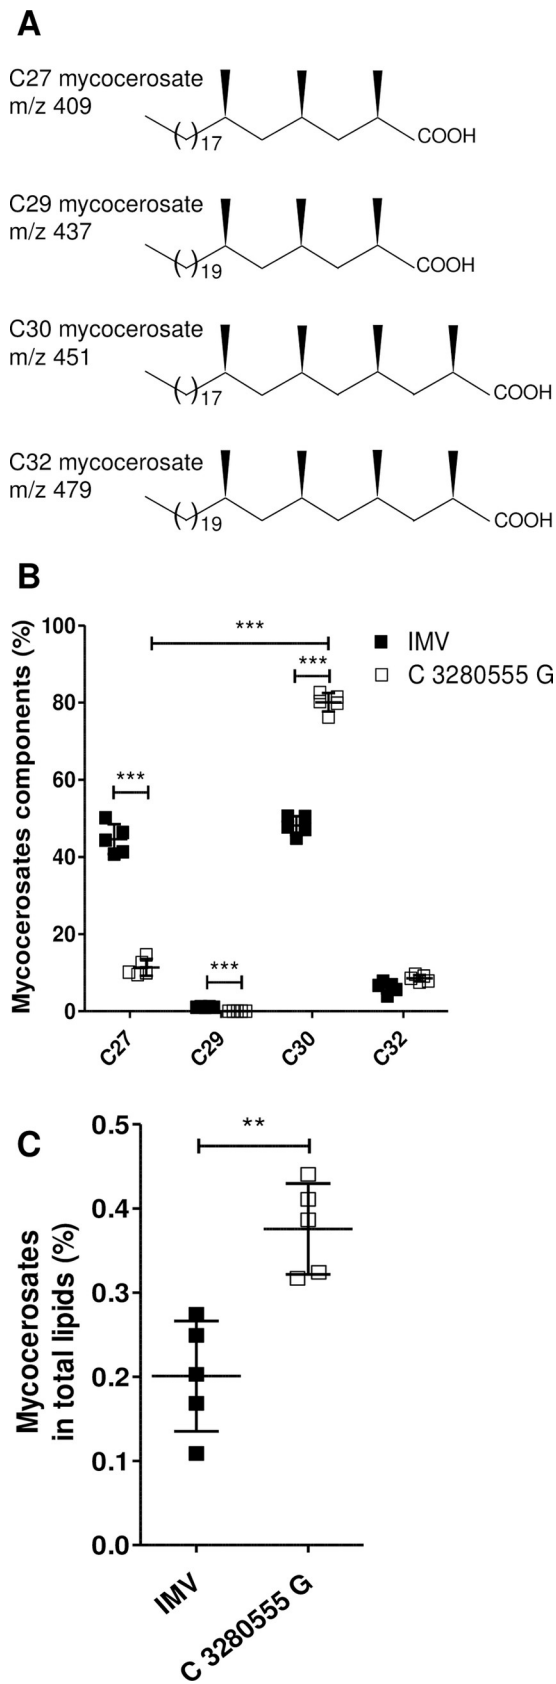 A
C27 mycocerosate
m/z 409
( )17
COOH
C29 mycocerosate
m/z 437
( )19
COOH
C30 mycocerosate
m/z 451
( )17
COOH
C32 mycocerosate
m/z 479
( )19
COOH
B
Mycocerosates components (%)
100
80
60
40
20
0
***
***
***
***
IMV
C 3280555 G
C27
C29
C30
C32
C
Mycocerosates
in total lipids (%)
0.5
0.4
0.3
0.2
0.1
0.0
**
IMV
C 3280555 G